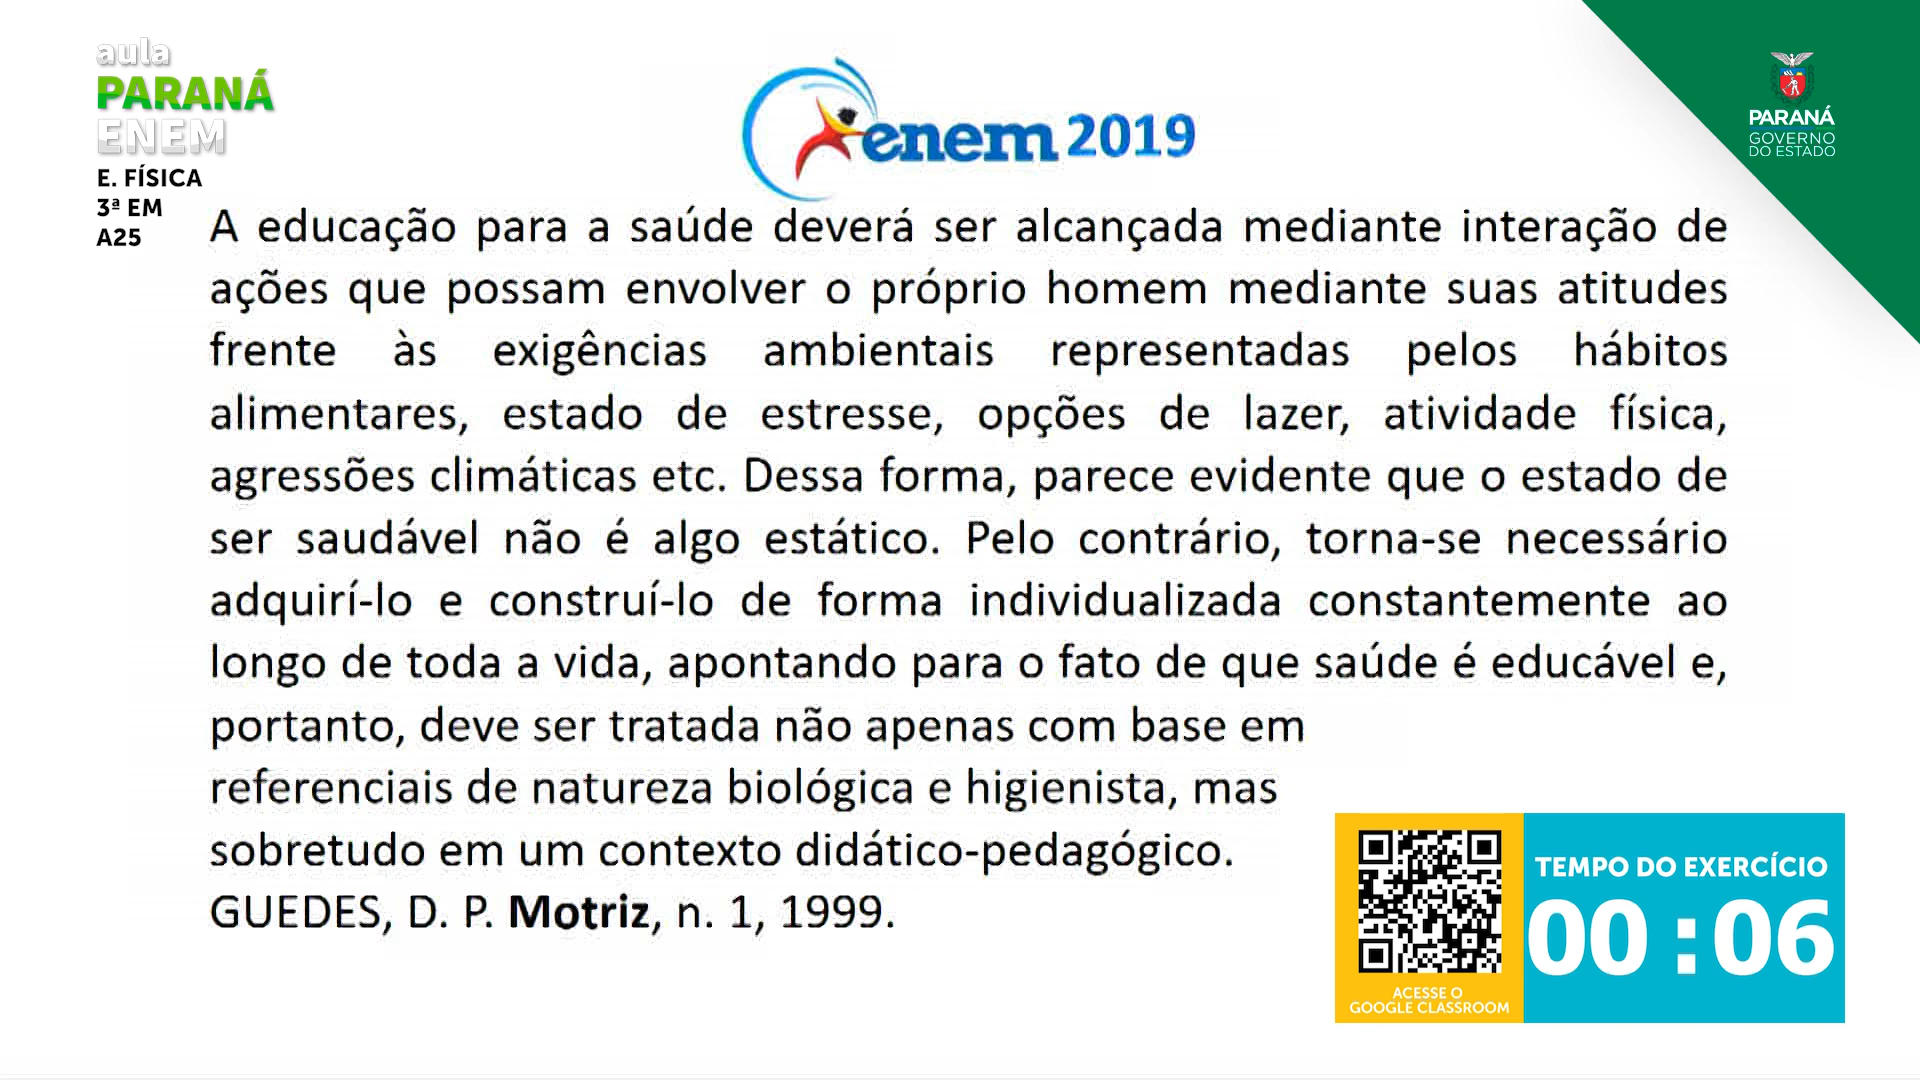 aula
PARANÁ
ENEM
E. FÍSICA
3ª EM
A25
enem 2019
PARANÁ
GOVERNO
DO ESTADO
A educação para a saúde deverá ser alcançada mediante interação de
ações que possam envolver o próprio homem mediante suas atitudes
frente às exigências ambientais representadas pelos hábitos
alimentares, estado de estresse, opções de lazer, atividade física,
agressões climáticas etc. Dessa forma, parece evidente que o estado de
ser saudável não é algo estático. Pelo contrário, torna-se necessário
adquirí-lo e construí-lo de forma individualizada constantemente ao
longo de toda a vida, apontando para o fato de que saúde é educável e,
portanto, deve ser tratada não apenas com base em
referenciais de natureza biológica e higienista, mas
sobretudo em um contexto didático-pedagógico.
GUEDES, D. P. Motriz, n. 1, 1999.
TEMPO DO EXERCÍCIO
00 : 06
ACESSE O
GOOGLE CLASSROOM